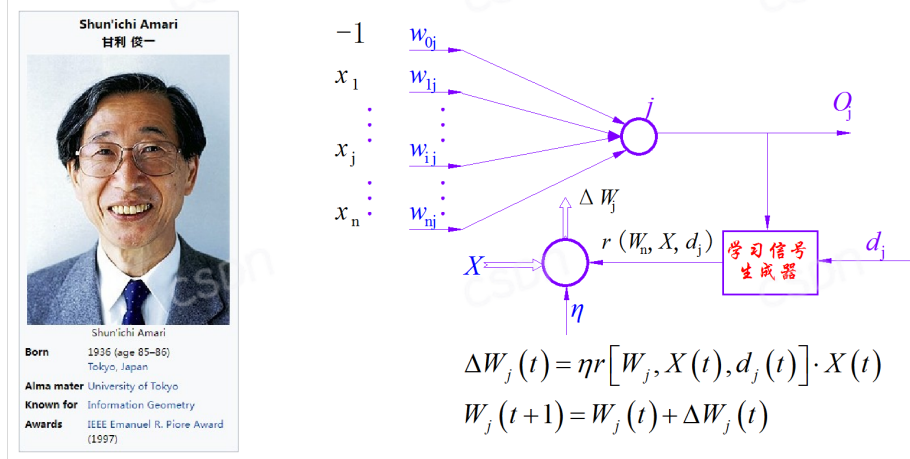 Shun'ichi Amari
甘利 俊一
Shun'ichi Amari
Born 1936 (age 85–86)
Tokyo, Japan
Alma mater University of Tokyo
Known for Information Geometry
Awards IEEE Emanuel R. Piore Award
(1997)
-1 w0j
x1 w1j
xj wij
xn wnj
j
Oj
ΔWj
r (Wn, X, dj)
学习信号
生成器
dj
X
η
ΔWj(t)=ηr[Wj,X(t),dj(t)]·X(t)
Wj(t+1)=Wj(t)+ΔWj(t)
CSDN
CSDN
CSDN